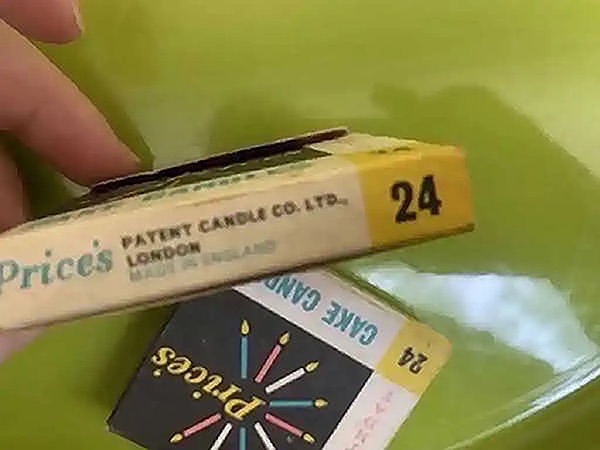 Price's PATENT CANDLE CO. LTD.,
LONDON
MADE IN ENGLAND
24
CAKE CAND
24
Price's